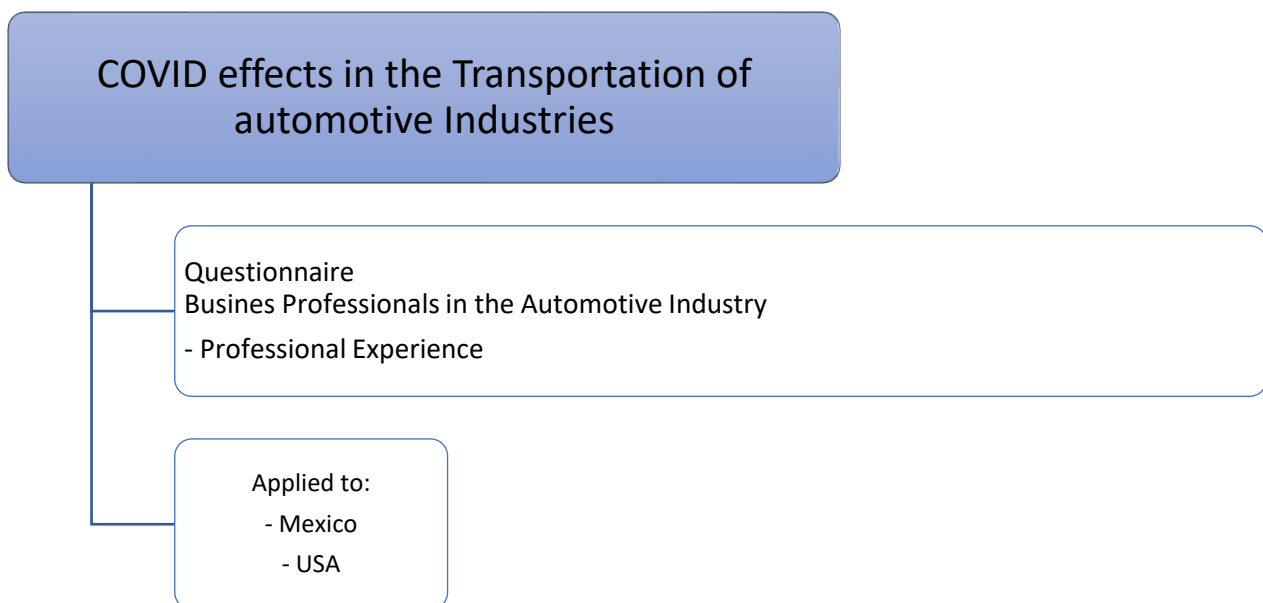 COVID effects in the Transportation of
automotive Industries
Questionnaire
Busines Professionals in the Automotive Industry
- Professional Experience
Applied to:
- Mexico
- USA